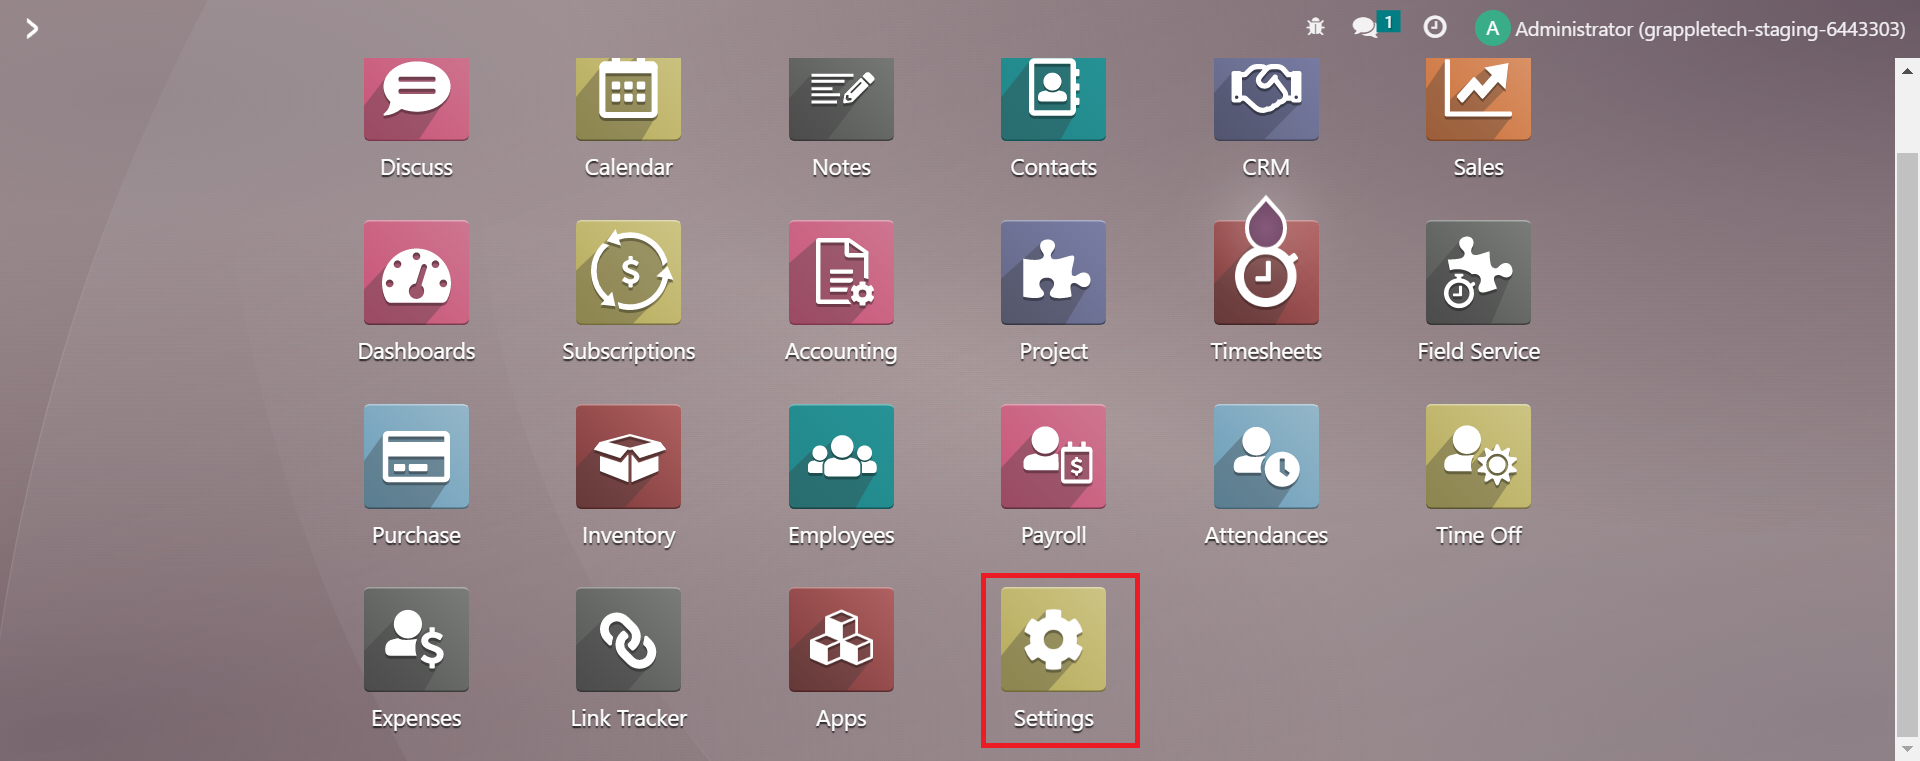 1
A Administrator (grappletech-staging-6443303)
Discuss Calendar Notes Contacts CRM Sales
$
Dashboards Subscriptions Accounting Project Timesheets Field Service
$
Purchase Inventory Employees Payroll Attendances Time Off
$
Expenses Link Tracker Apps Settings